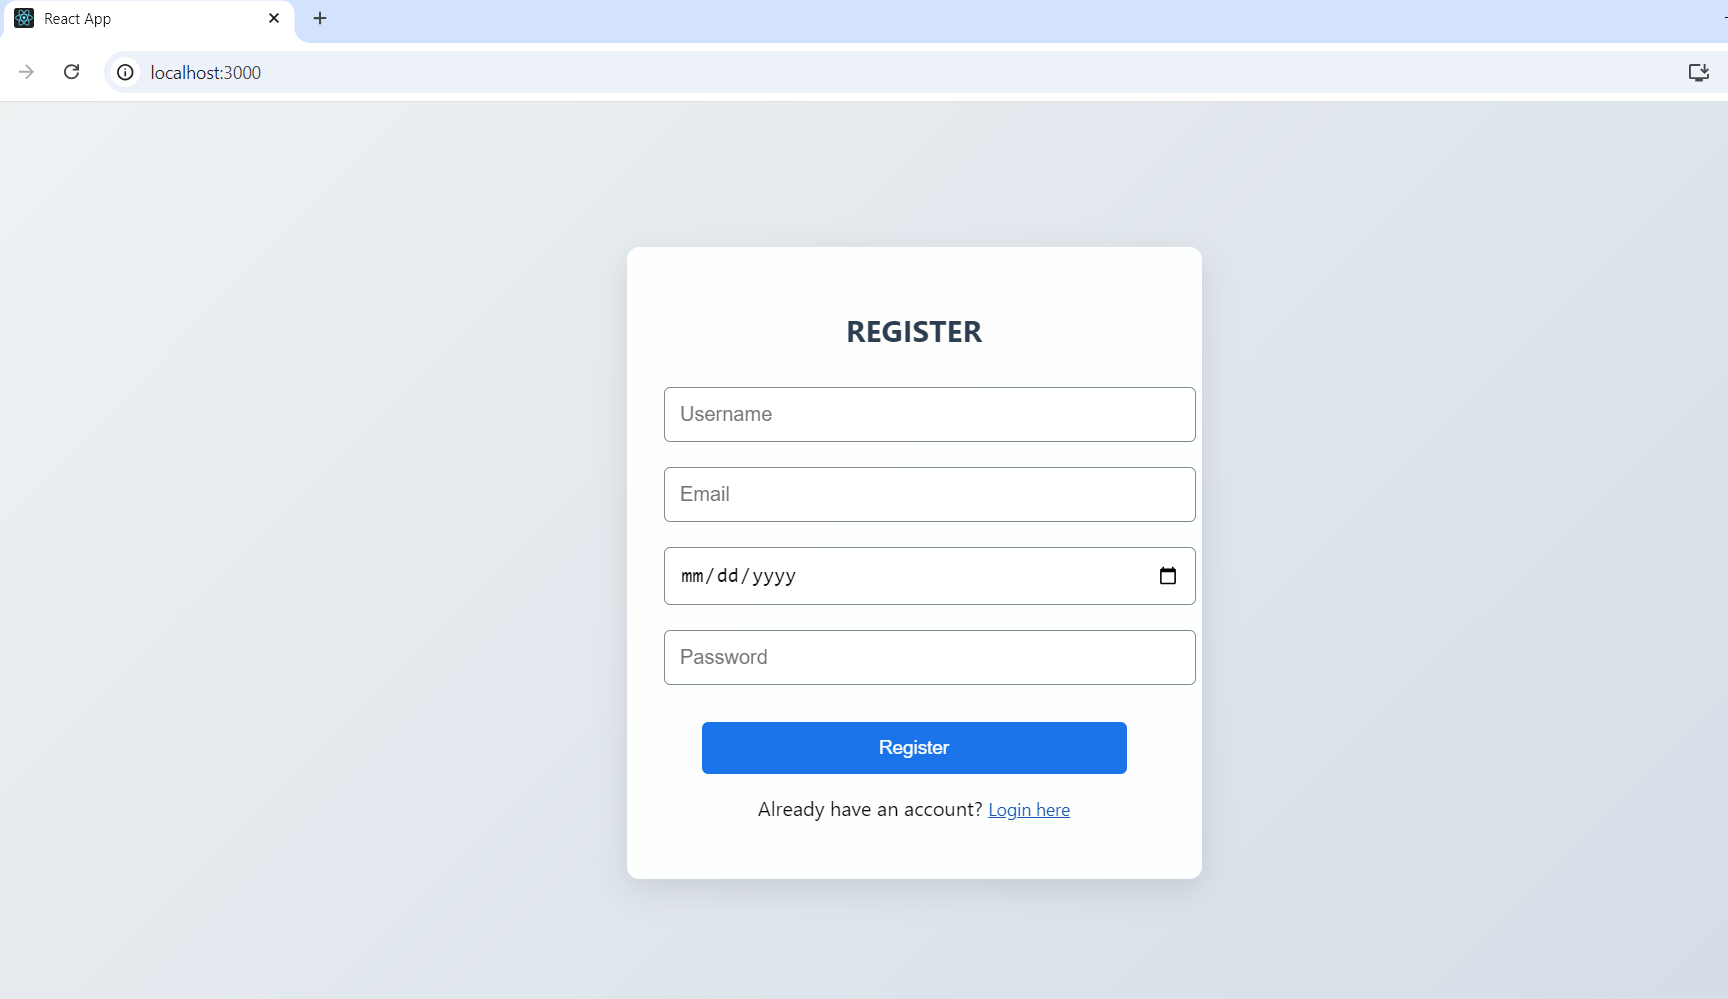 React App
localhost:3000
REGISTER
Username
Email
mm/dd/yyyy
Password
Register
Already have an account? Login here